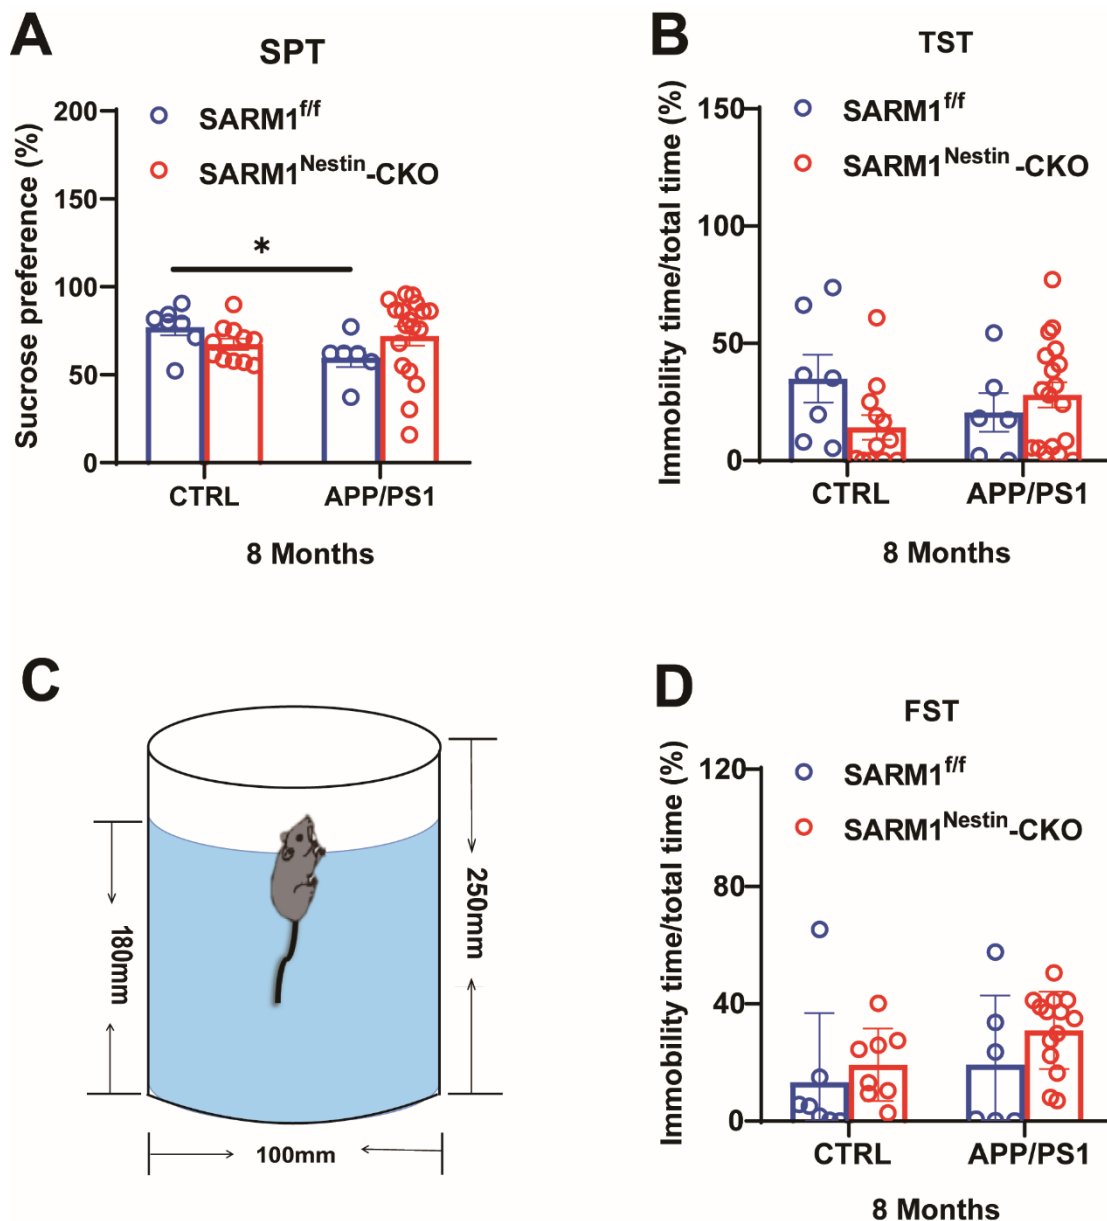 A
SPT
Sucrose preference (%)
200
150
100
50
0
SARM1f/f
SARM1Nestin-CKO
*
CTRL
APP/PS1
8 Months
B
TST
Immobility time/total time (%)
150
100
50
0
SARM1f/f
SARM1Nestin-CKO
CTRL
APP/PS1
8 Months
C
180mm
250mm
100mm
D
FST
Immobility time/total time (%)
120
80
40
0
SARM1f/f
SARM1Nestin-CKO
CTRL
APP/PS1
8 Months